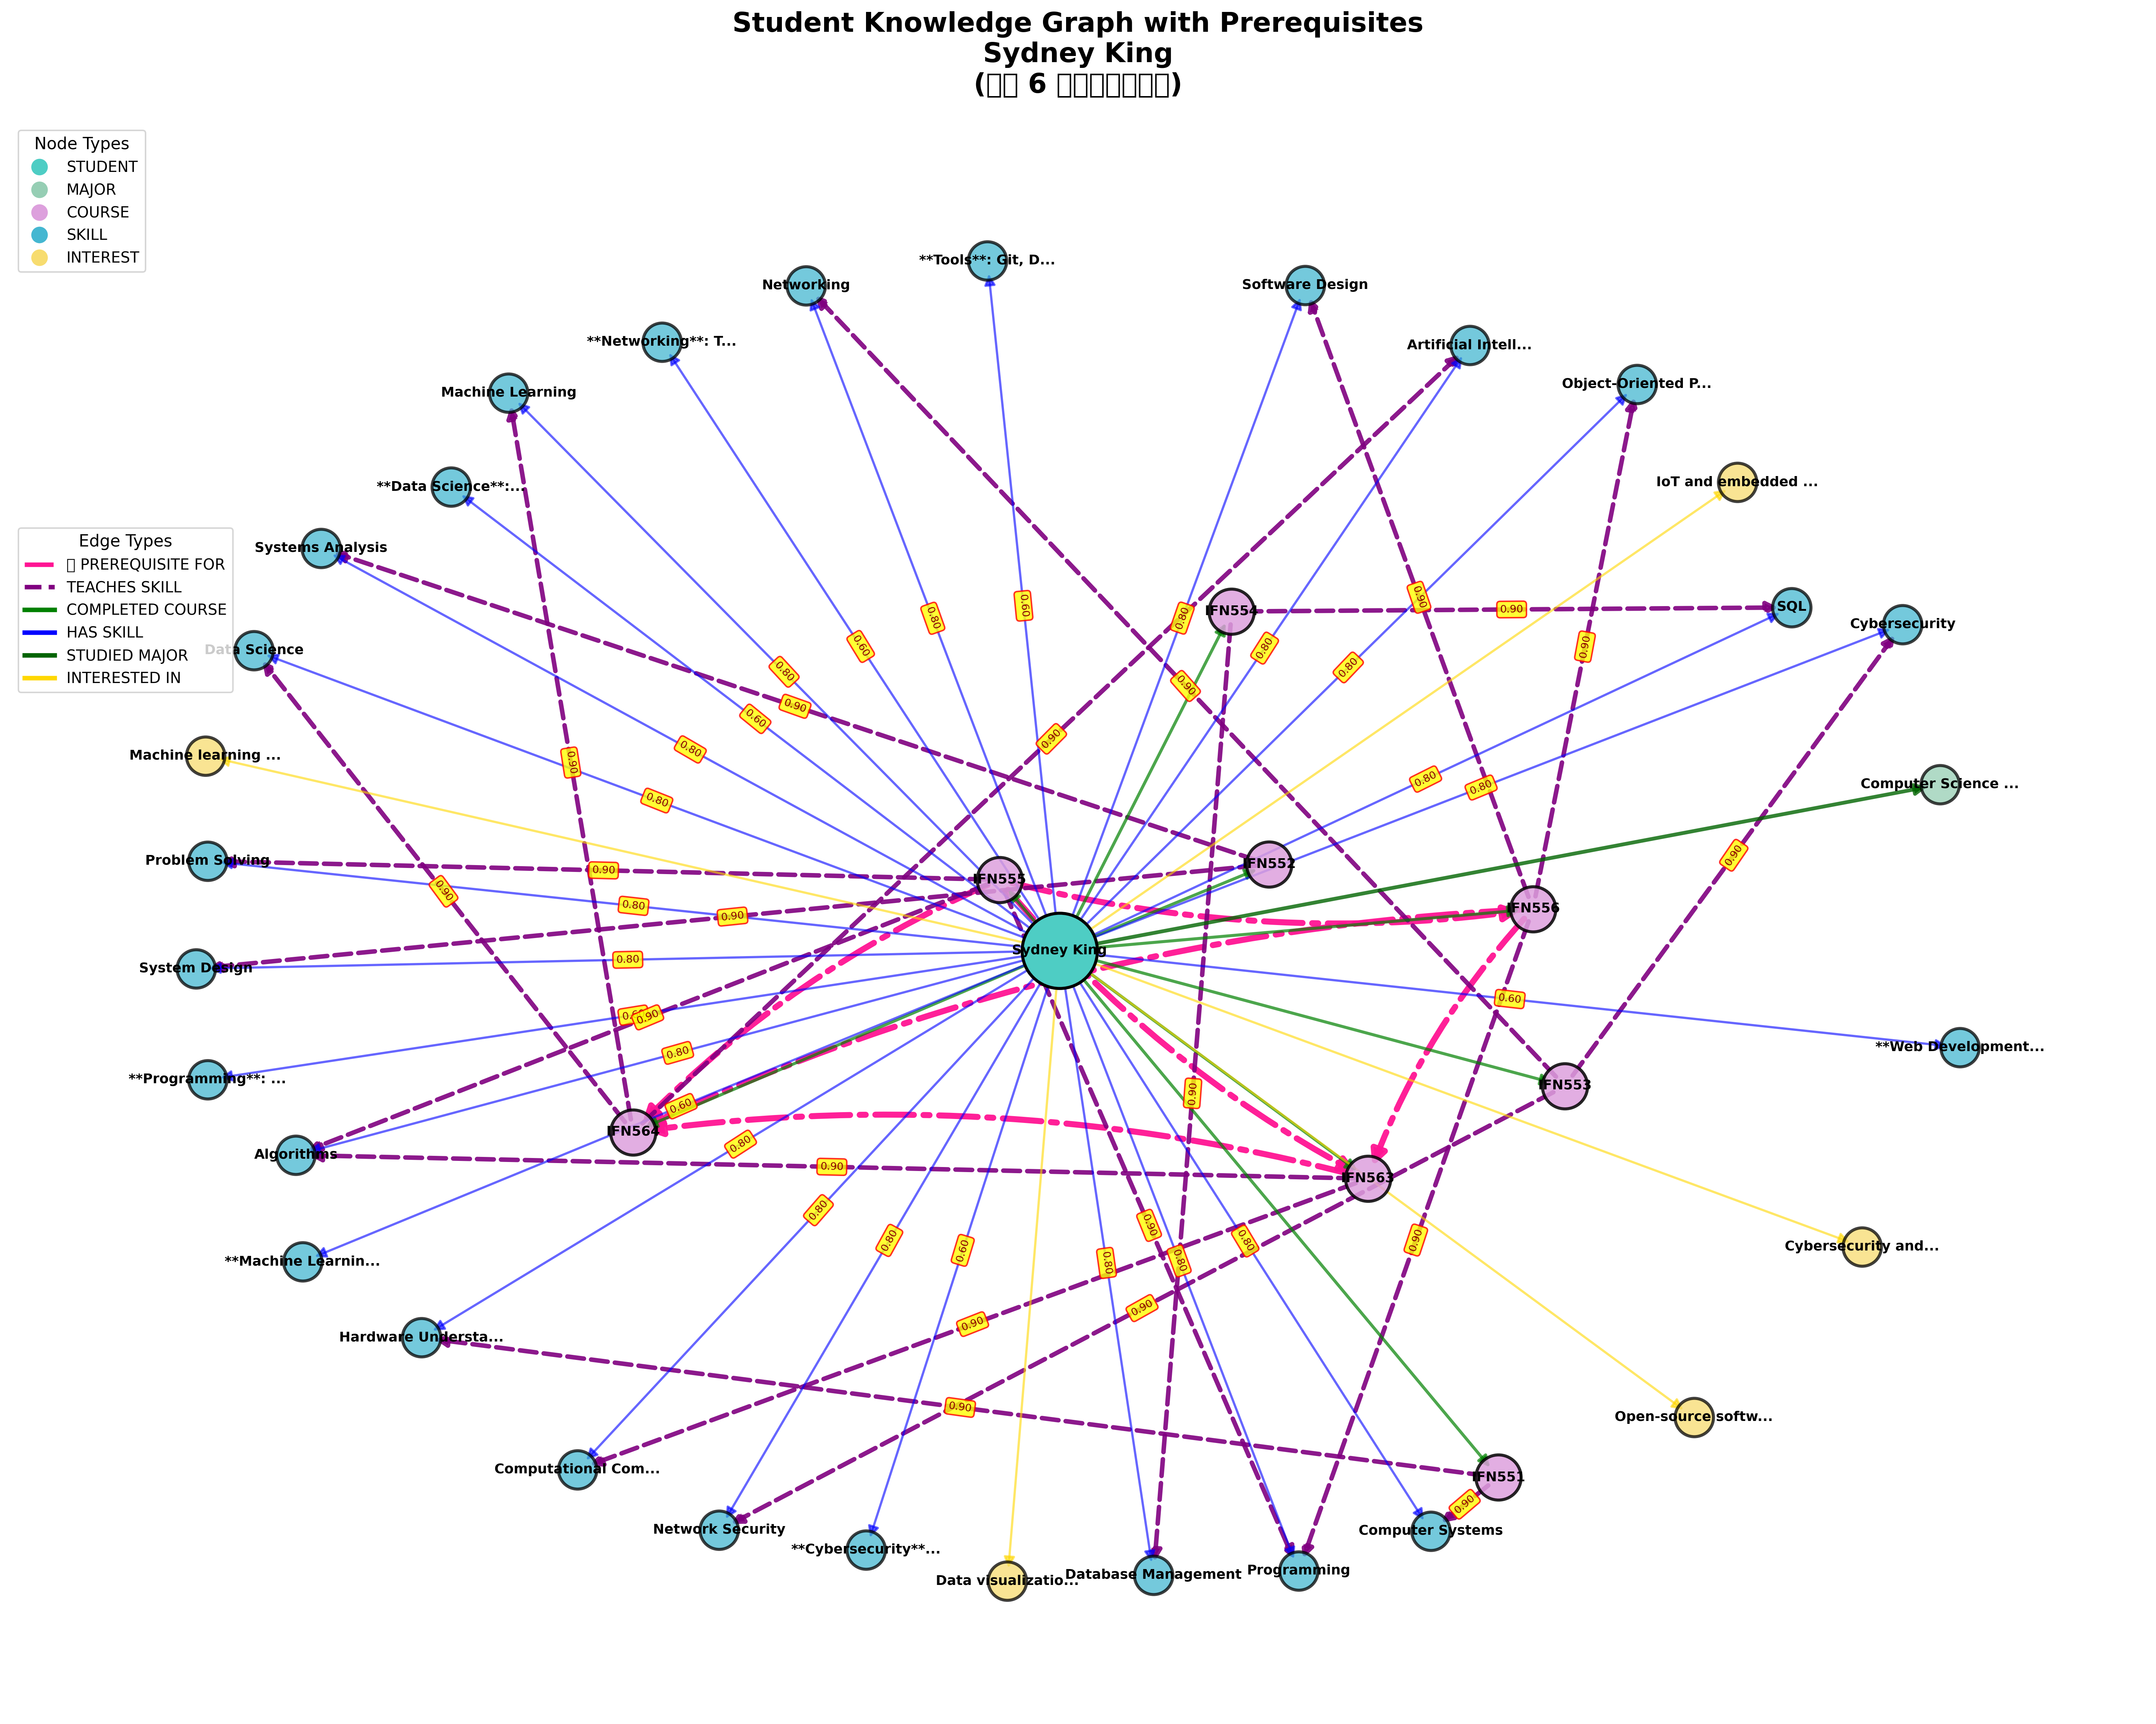 Student Knowledge Graph with Prerequisites
Sydney King
(□□ 6 □□□□□□□)
Node Types
STUDENT
MAJOR
COURSE
SKILL
INTEREST
Edge Types
□ PREREQUISITE FOR
TEACHES SKILL
COMPLETED COURSE
HAS SKILL
STUDIED MAJOR
INTERESTED IN
**Tools**: Git, D...
Networking
Software Design
**Networking**: T...
Artificial Intell...
Object-Oriented P...
Machine Learning
IoT and embedded ...
**Data Science**:...
Systems Analysis
SQL
IFN554
Cybersecurity
Data Science
0.60
0.80
0.80
0.90
0.90
0.80
0.60
0.90
0.80
0.80
0.80
0.90
0.90
0.60
0.90
0.80
Machine learning ...
0.90
0.80
0.80
0.80
Computer Science ...
0.80
0.90
Problem Solving
0.90
IFN552
IFN555
0.90
0.80
0.90
IFN556
Sydney King
System Design
0.80
0.60
0.60
0.90
**Web Development...
0.80
**Programming**: ...
IFN553
0.90
0.60
IFN564
0.80
Algorithms
0.90
IFN563
0.80
0.90
0.80
0.80
0.90
0.60
**Machine Learnin...
0.80
0.80
Cybersecurity and...
0.90
0.90
Hardware Understa...
0.90
Open-source softw...
Computational Com...
IFN551
0.90
Network Security
Computer Systems
**Cybersecurity**...
Data visualizatio...
Database Management
Programming